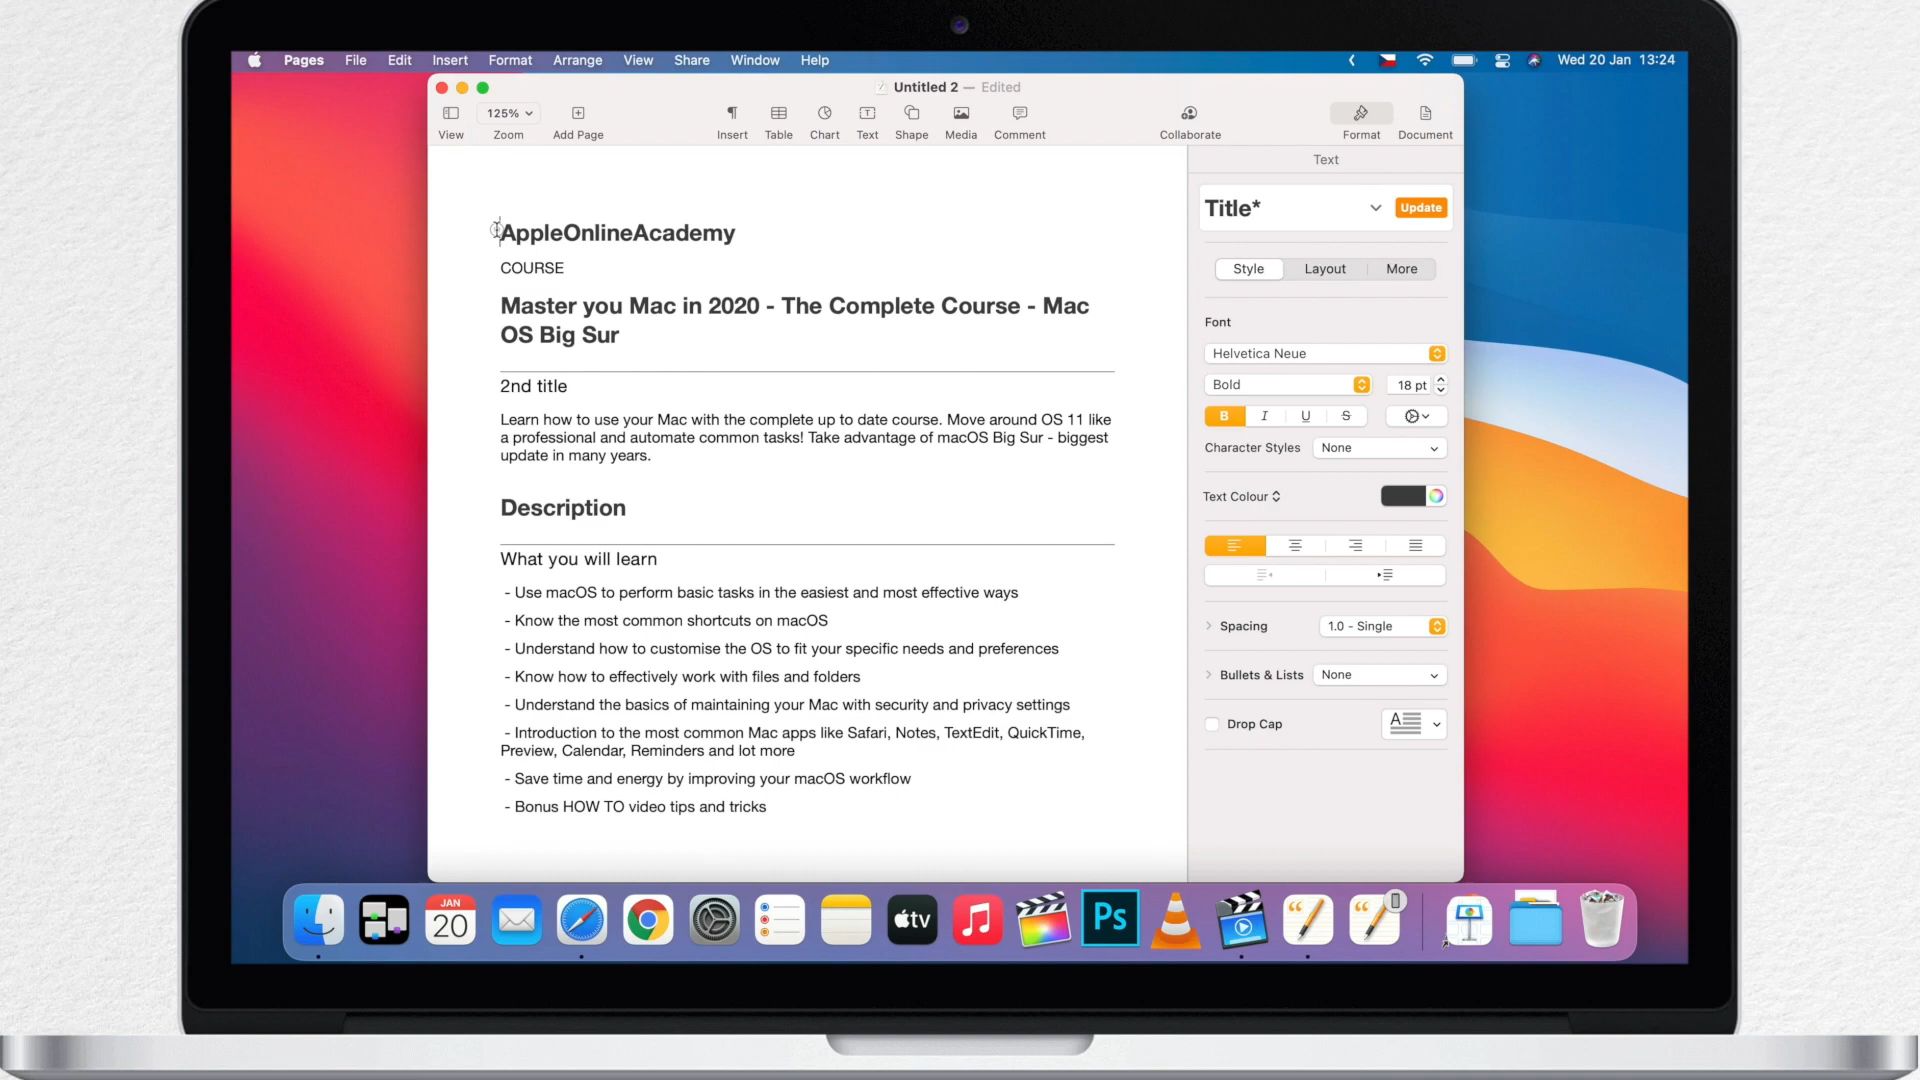 Pages File Edit Insert Format Arrange View Share Window Help
Wed 20 Jan 13:24
Untitled 2 — Edited
125%
View Zoom Add Page Insert Table Chart Text Shape Media Comment Collaborate Format Document
AppleOnlineAcademy
COURSE
Master you Mac in 2020 - The Complete Course - Mac
OS Big Sur
2nd title
Learn how to use your Mac with the complete up to date course. Move around OS 11 like
a professional and automate common tasks! Take advantage of macOS Big Sur - biggest
update in many years.
Description
What you will learn
- Use macOS to perform basic tasks in the easiest and most effective ways
- Know the most common shortcuts on macOS
- Understand how to customise the OS to fit your specific needs and preferences
- Know how to effectively work with files and folders
- Understand the basics of maintaining your Mac with security and privacy settings
- Introduction to the most common Mac apps like Safari, Notes, TextEdit, QuickTime,
Preview, Calendar, Reminders and lot more
- Save time and energy by improving your macOS workflow
- Bonus HOW TO video tips and tricks
Text
Title* Update
Style Layout More
Font
Helvetica Neue
Bold 18 pt
B I U S
Character Styles None
Text Colour
Spacing 1.0 - Single
Bullets & Lists None
Drop Cap A
JAN
20
tv
Ps